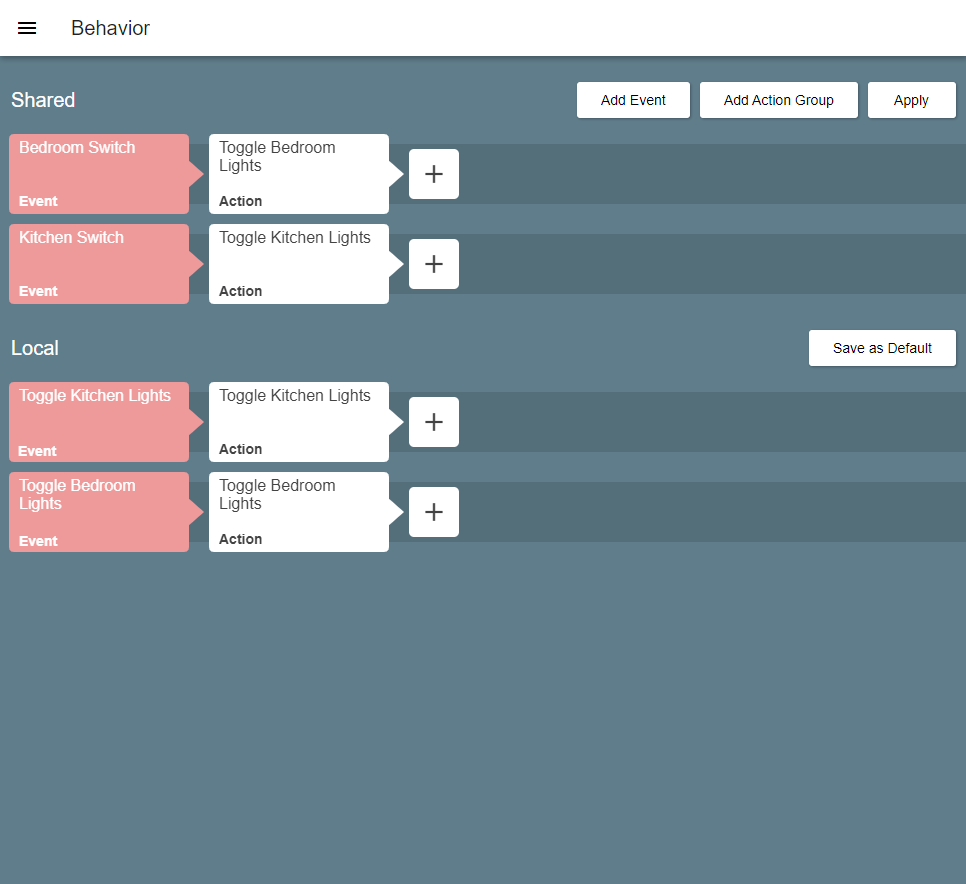 Behavior
Shared
Add Event
Add Action Group
Apply
Bedroom Switch
Event
Toggle Bedroom
Lights
Action
Kitchen Switch
Event
Toggle Kitchen Lights
Action
Local
Save as Default
Toggle Kitchen Lights
Event
Toggle Kitchen Lights
Action
Toggle Bedroom
Lights
Event
Toggle Bedroom
Lights
Action